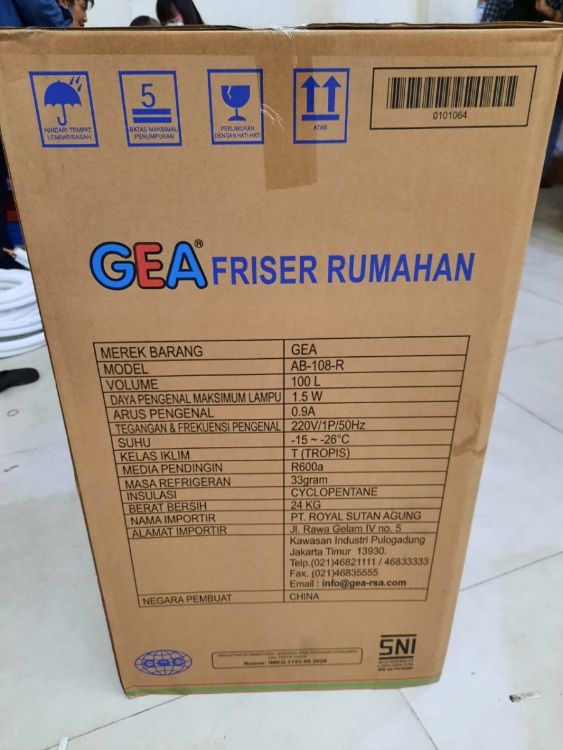 HINDARI TEMPAT
LEMBAB/BASAH
5
BATAS MAKSIMAL
PENUMPUKAN
PERLAKUKAN
DENGAN HATI-HATI
ATAS
0101064
GEA® FRISER RUMAHAN
MEREK BARANG GEA
MODEL AB-108-R
VOLUME 100 L
DAYA PENGENAL MAKSIMUM LAMPU 1.5 W
ARUS PENGENAL 0.9A
TEGANGAN & FREKUENSI PENGENAL 220V/1P/50Hz
SUHU -15 ~ -26°C
KELAS IKLIM T (TROPIS)
MEDIA PENDINGIN R600a
MASA REFRIGERAN 33gram
INSULASI CYCLOPENTANE
BERAT BERSIH 24 KG
NAMA IMPORTIR PT. ROYAL SUTAN AGUNG
ALAMAT IMPORTIR Jl. Rawa Gelam IV no. 5
Kawasan Industri Pulogadung
Jakarta Timur 13930.
Telp.(021)46821111 / 46833333
Fax. (021)46835555
Email : info@gea-rsa.com
NEGARA PEMBUAT CHINA
CQC
SNI